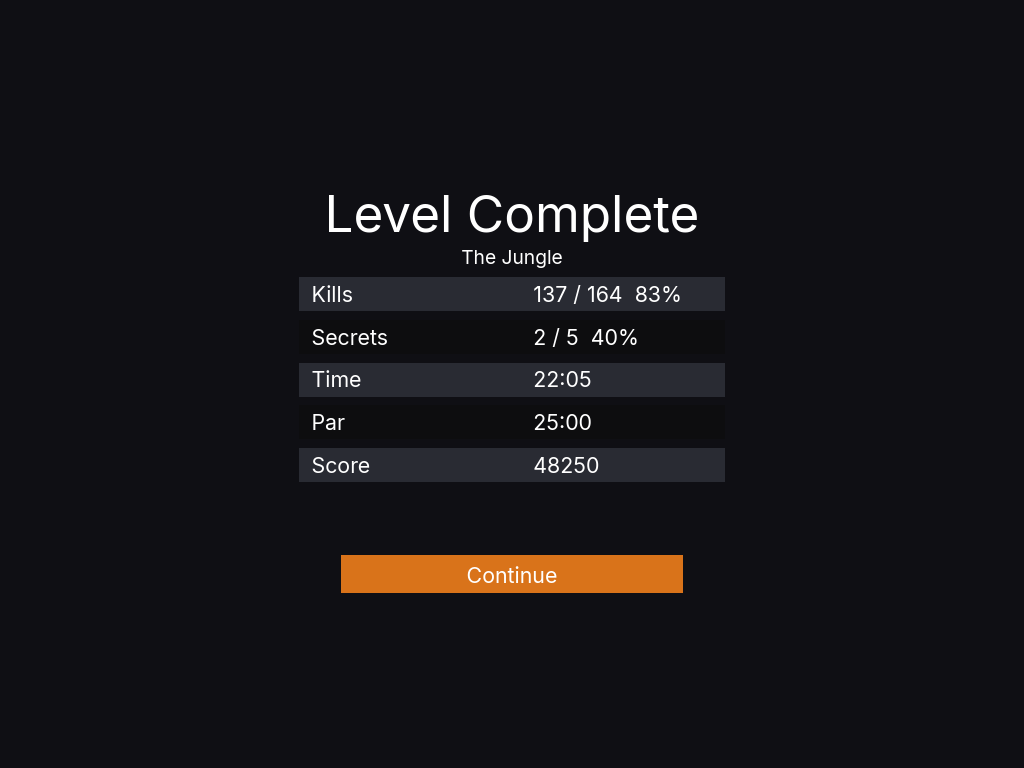 Level Complete
The Jungle
Kills 137 / 164 83%
Secrets 2 / 5 40%
Time 22:05
Par 25:00
Score 48250
Continue